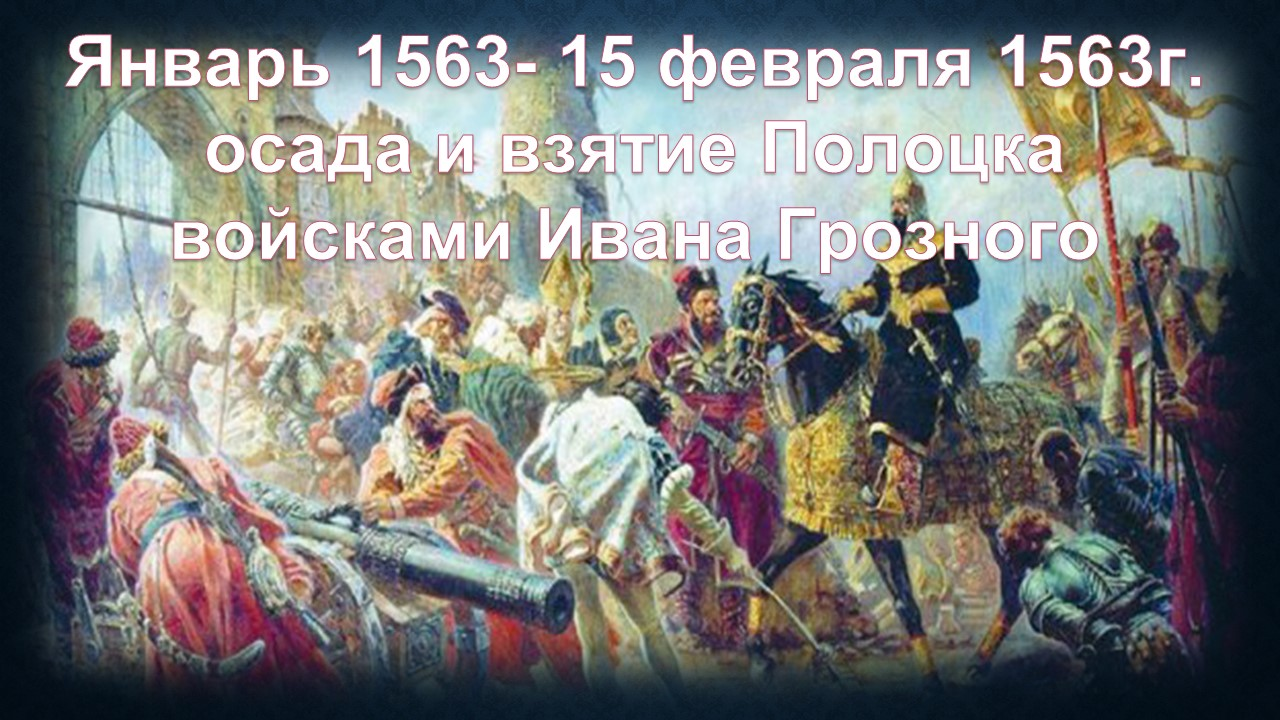 Январь 1563- 15 февраля 1563г.
осада и взятие Полоцка
войсками Ивана Грозного